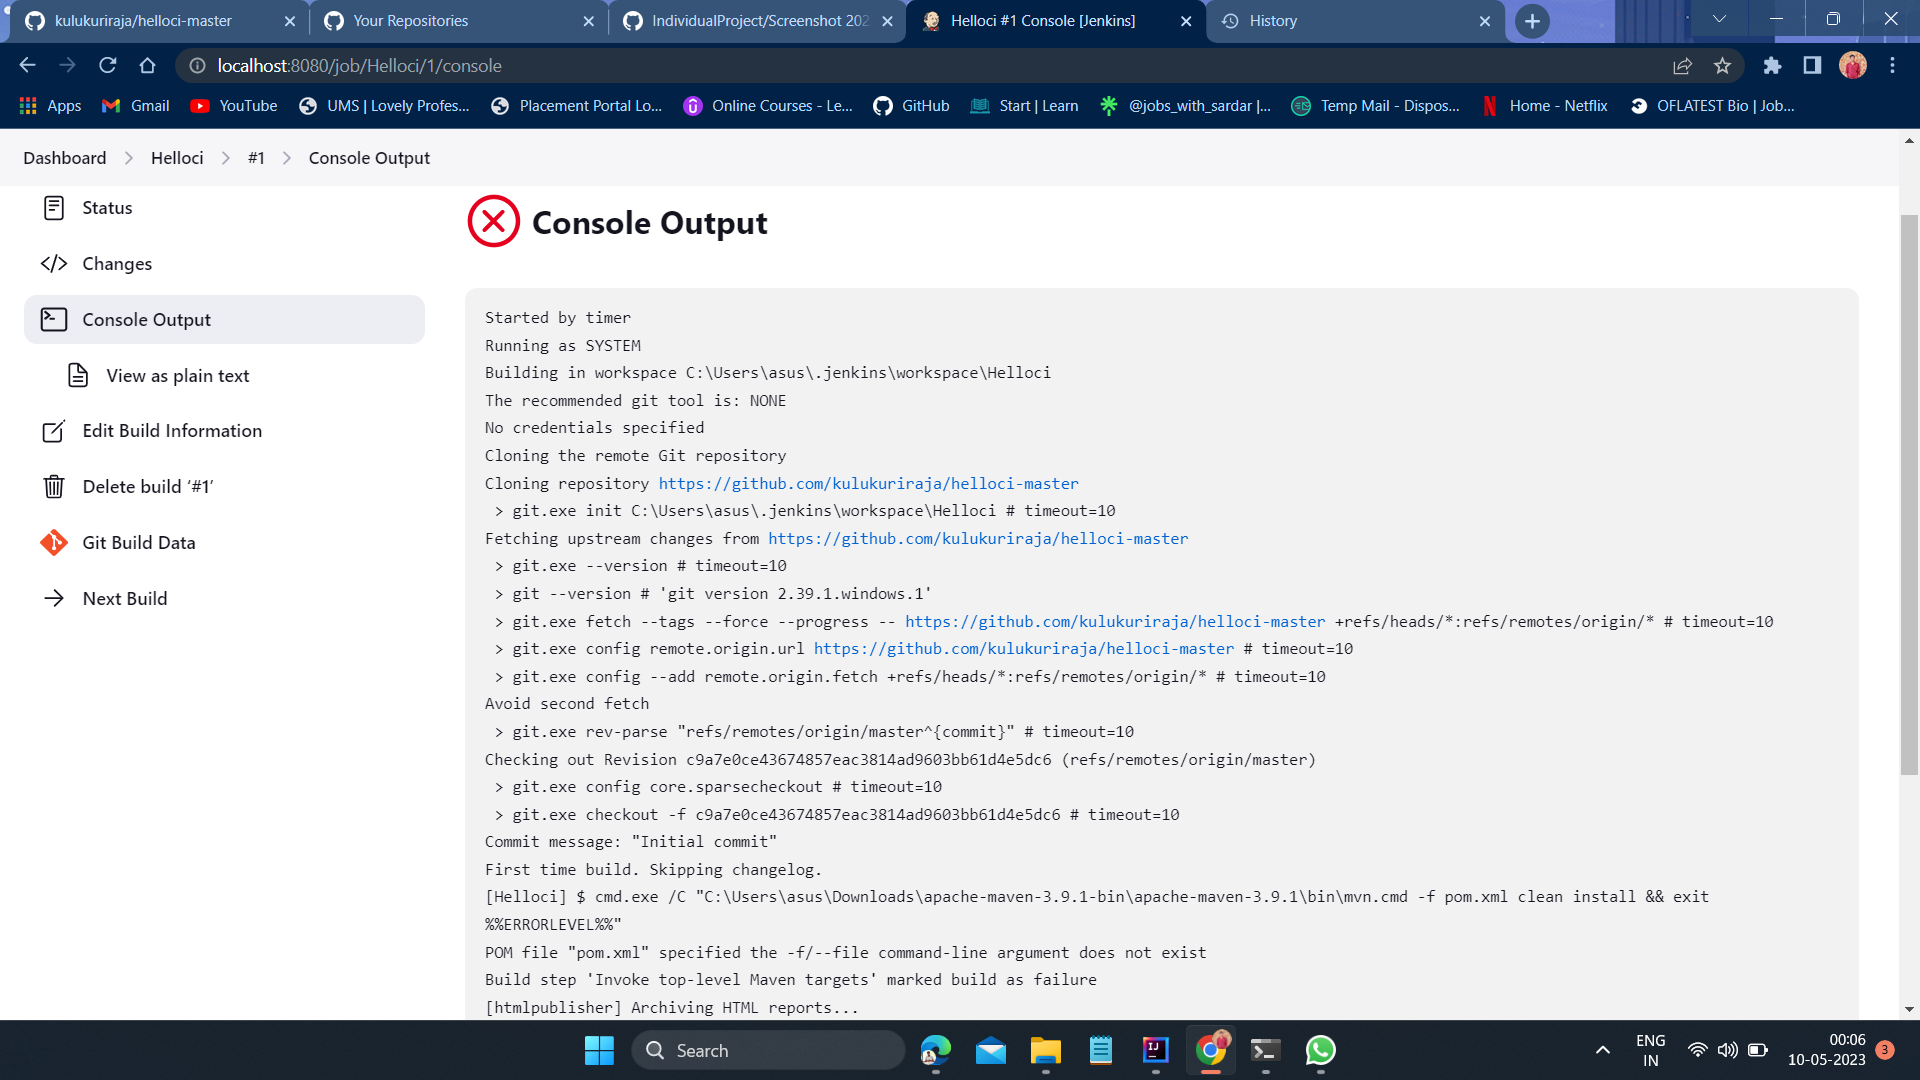 kulukuriraja/helloci-master
Your Repositories
IndividualProject/Screenshot 202
Helloci #1 Console [Jenkins]
History
localhost:8080/job/Helloci/1/console
Apps
Gmail
YouTube
UMS | Lovely Profes...
Placement Portal Lo...
Online Courses - Le...
GitHub
Start | Learn
@jobs_with_sardar |...
Temp Mail - Dispos...
Home - Netflix
OFLATEST Bio | Job...
Dashboard
Helloci
#1
Console Output
Status
Changes
Console Output
View as plain text
Edit Build Information
Delete build ‘#1’
Git Build Data
Next Build
Console Output
Started by timer
Running as SYSTEM
Building in workspace C:\Users\asus\.jenkins\workspace\Helloci
The recommended git tool is: NONE
No credentials specified
Cloning the remote Git repository
Cloning repository https://github.com/kulukuriraja/helloci-master
> git.exe init C:\Users\asus\.jenkins\workspace\Helloci # timeout=10
Fetching upstream changes from https://github.com/kulukuriraja/helloci-master
> git.exe --version # timeout=10
> git --version # 'git version 2.39.1.windows.1'
> git.exe fetch --tags --force --progress -- https://github.com/kulukuriraja/helloci-master +refs/heads/*:refs/remotes/origin/* # timeout=10
> git.exe config remote.origin.url https://github.com/kulukuriraja/helloci-master # timeout=10
> git.exe config --add remote.origin.fetch +refs/heads/*:refs/remotes/origin/* # timeout=10
Avoid second fetch
> git.exe rev-parse "refs/remotes/origin/master^{commit}" # timeout=10
Checking out Revision c9a7e0ce43674857eac3814ad9603bb61d4e5dc6 (refs/remotes/origin/master)
> git.exe config core.sparsecheckout # timeout=10
> git.exe checkout -f c9a7e0ce43674857eac3814ad9603bb61d4e5dc6 # timeout=10
Commit message: "Initial commit"
First time build. Skipping changelog.
[Helloci] $ cmd.exe /C "C:\Users\asus\Downloads\apache-maven-3.9.1-bin\apache-maven-3.9.1\bin\mvn.cmd -f pom.xml clean install && exit
%%ERRORLEVEL%%"
POM file "pom.xml" specified the -f/--file command-line argument does not exist
Build step 'Invoke top-level Maven targets' marked build as failure
[htmlpublisher] Archiving HTML reports...
Search
ENG
IN
00:06
10-05-2023
3